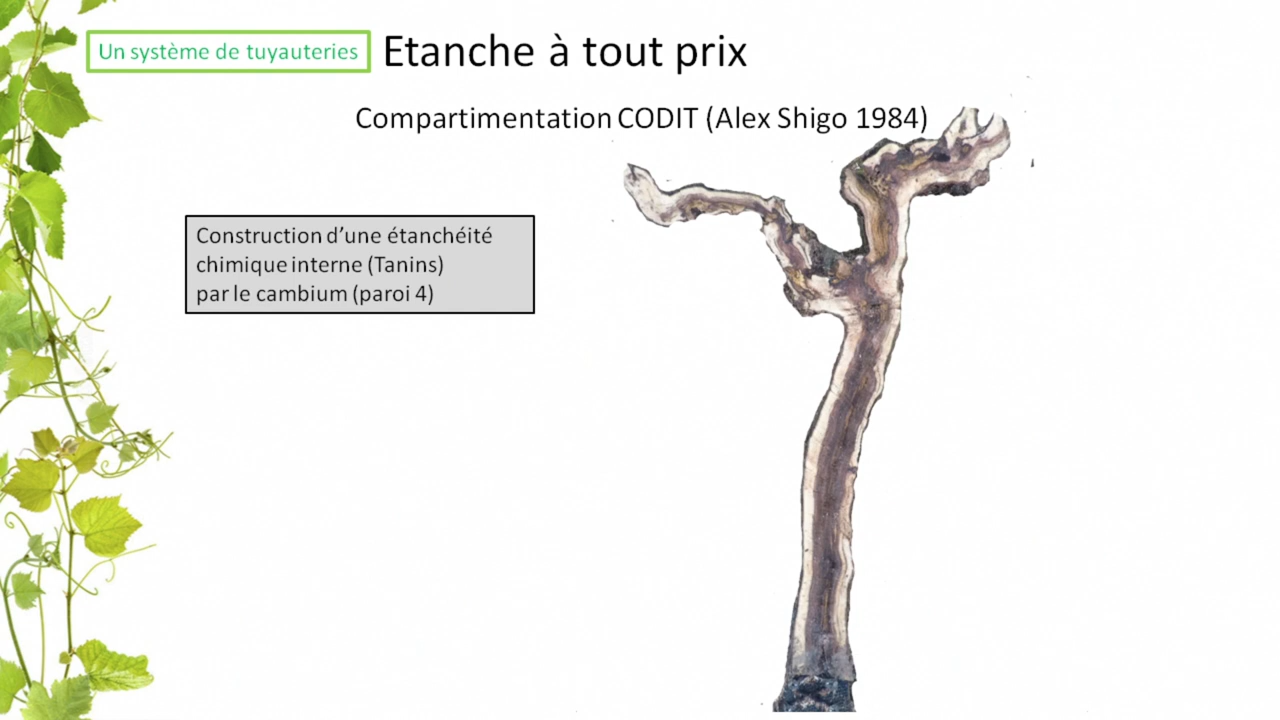 Un système de tuyauteries
Etanche à tout prix
Compartimentation CODIT (Alex Shigo 1984)
Construction d’une étanchéité
chimique interne (Tanins)
par le cambium (paroi 4)